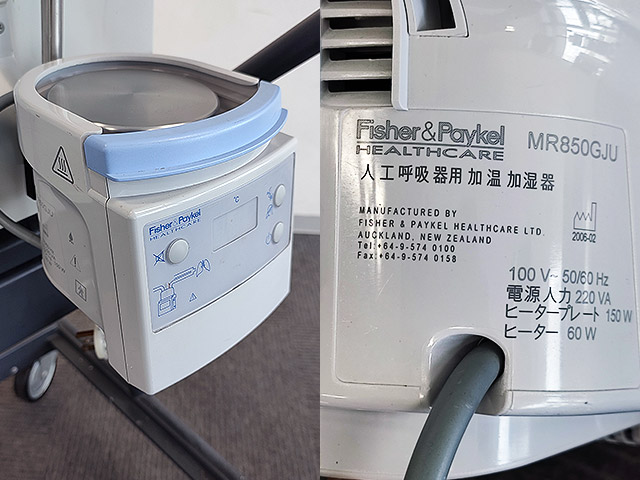 Fisher&Paykel
HEALTHCARE
°C
Fisher&Paykel
HEALTHCARE
MR850GJU
人工呼吸器用加温加湿器
MANUFACTURED BY
FISHER & PAYKEL HEALTHCARE LTD.
AUCKLAND, NEW ZEALAND
Tel:+64-9-574 0100
Fax:+64-9-574 0158
2006-02
100 V~ 50/60 Hz
電源入力 220 VA
ヒータープレート 150 W
ヒーター 60 W